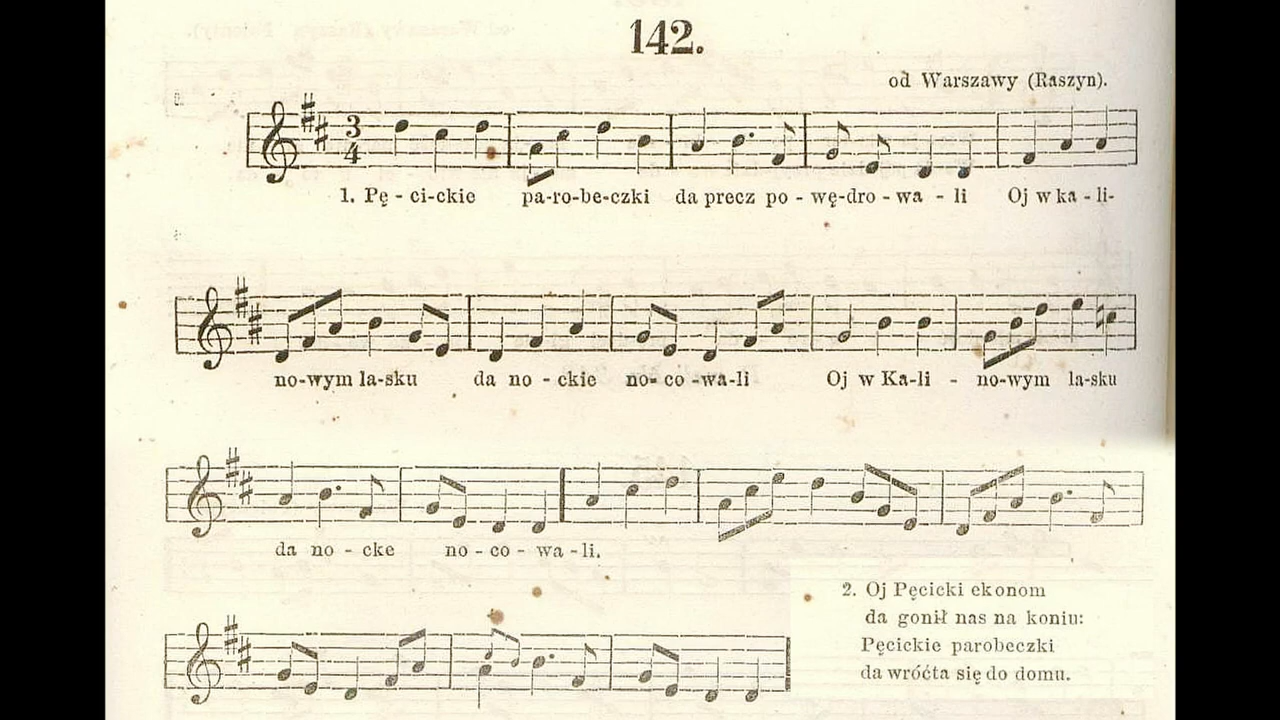 142.
od Warszawy (Raszyn).
3
4
1. Pę - ci-ckie pa-ro-be-czki da precz po - wę-dro - wa - li Oj w ka - li-
no-wym la-sku da no - ckie no- co -wa-li Oj w Ka-li - no-wym la-sku
da no - cke no - co - wa - li.
2. Oj Pęcicki ekonom
da gonił nas na koniu:
Pęcickie parobeczki
da wróćta się do domu.